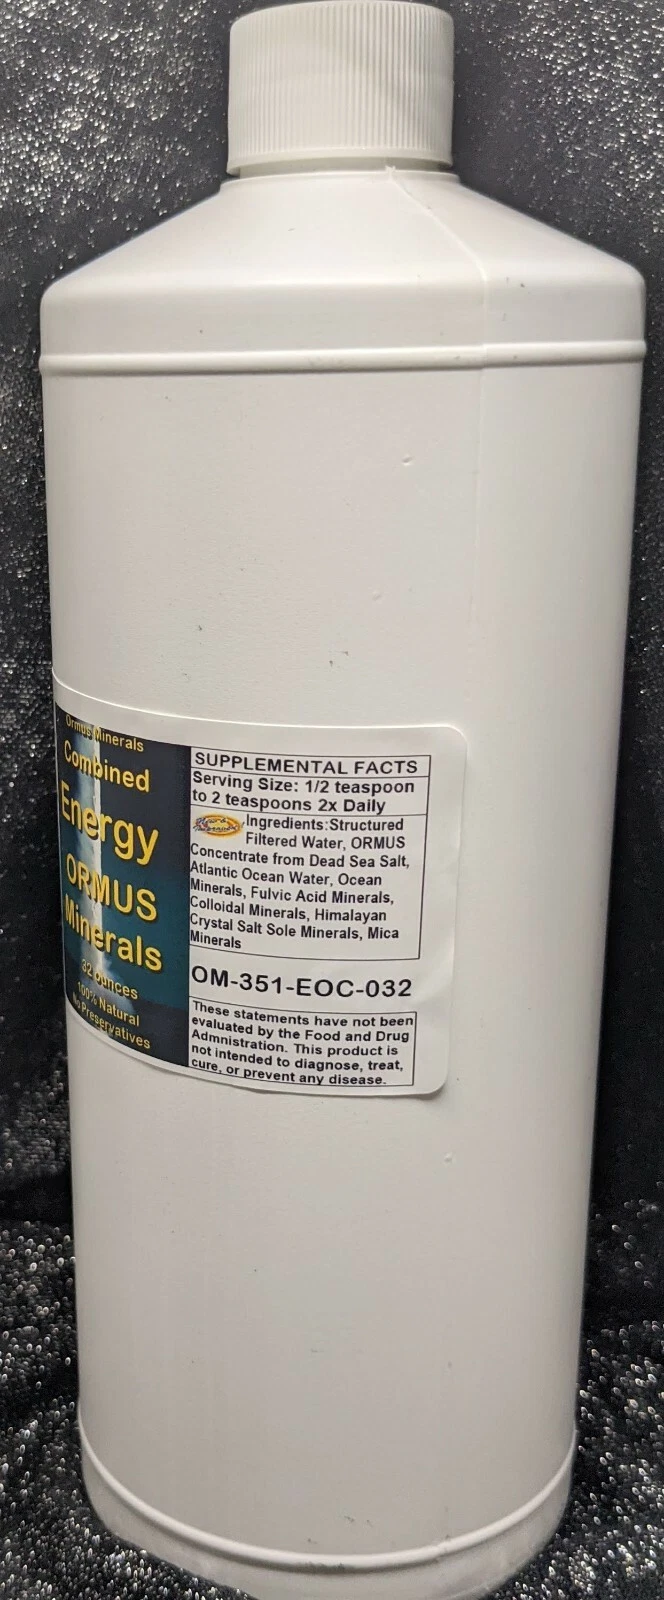 Ormus Minerals
Combined
Energy
ORMUS
Minerals
32 ounces
100% Natural
No Preservatives
SUPPLEMENTAL FACTS
Serving Size: 1/2 teaspoon
to 2 teaspoons 2x Daily
Ingredients:Structured
Filtered Water, ORMUS
Concentrate from Dead Sea Salt,
Atlantic Ocean Water, Ocean
Minerals, Fulvic Acid Minerals,
Colloidal Minerals, Himalayan
Crystal Salt Sole Minerals, Mica
Minerals
OM-351-EOC-032
These statements have not been
evaluated by the Food and Drug
Admnistration. This product is
not intended to diagnose, treat,
cure, or prevent any disease.